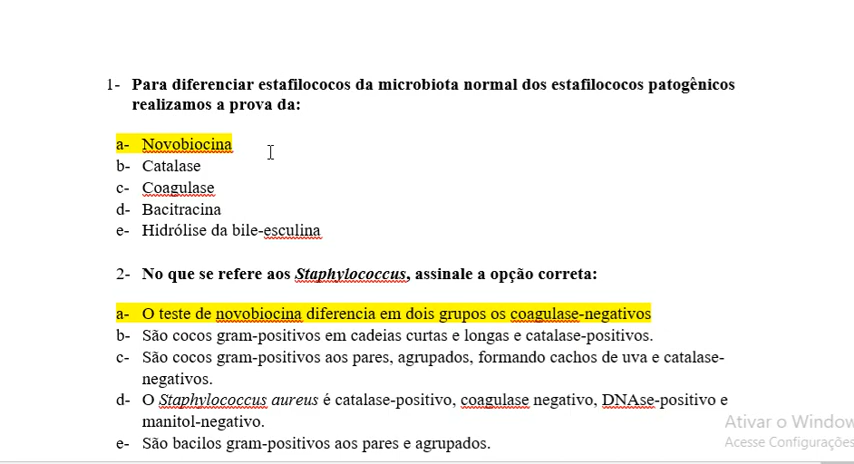 1- Para diferenciar estafilococos da microbiota normal dos estafilococos patogênicos
realizamos a prova da:
a- Novobiocina
b- Catalase
c- Coagulase
d- Bacitracina
e- Hidrólise da bile-esculina
2- No que se refere aos Staphylococcus, assinale a opção correta:
a- O teste de novobiocina diferencia em dois grupos os coagulase-negativos
b- São cocos gram-positivos em cadeias curtas e longas e catalase-positivos.
c- São cocos gram-positivos aos pares, agrupados, formando cachos de uva e catalase-
negativos.
d- O Staphylococcus aureus é catalase-positivo, coagulase negativo, DNAse-positivo e
manitol-negativo.
e- São bacilos gram-positivos aos pares e agrupados.
Ativar o Window
Acesse Configurações